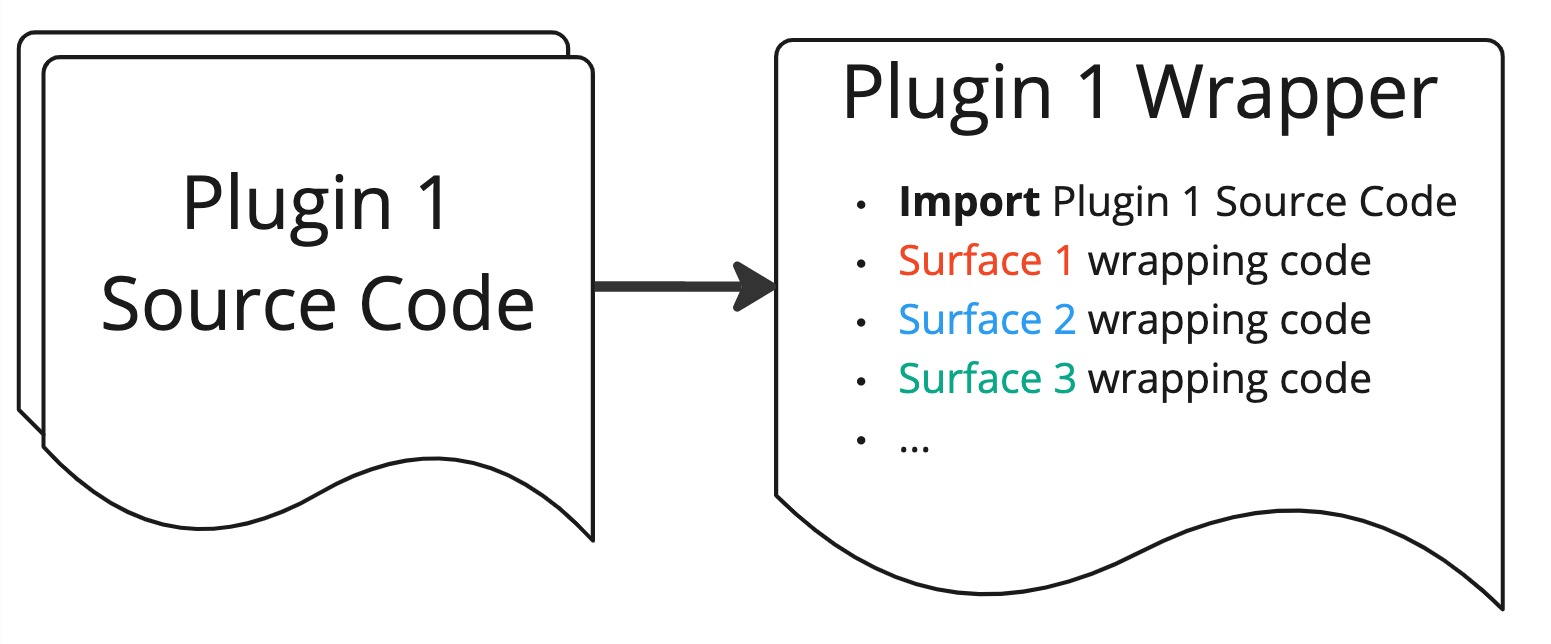 Plugin 1
Source Code
Plugin 1 Wrapper
• Import Plugin 1 Source Code
• Surface 1 wrapping code
• Surface 2 wrapping code
• Surface 3 wrapping code
• ...